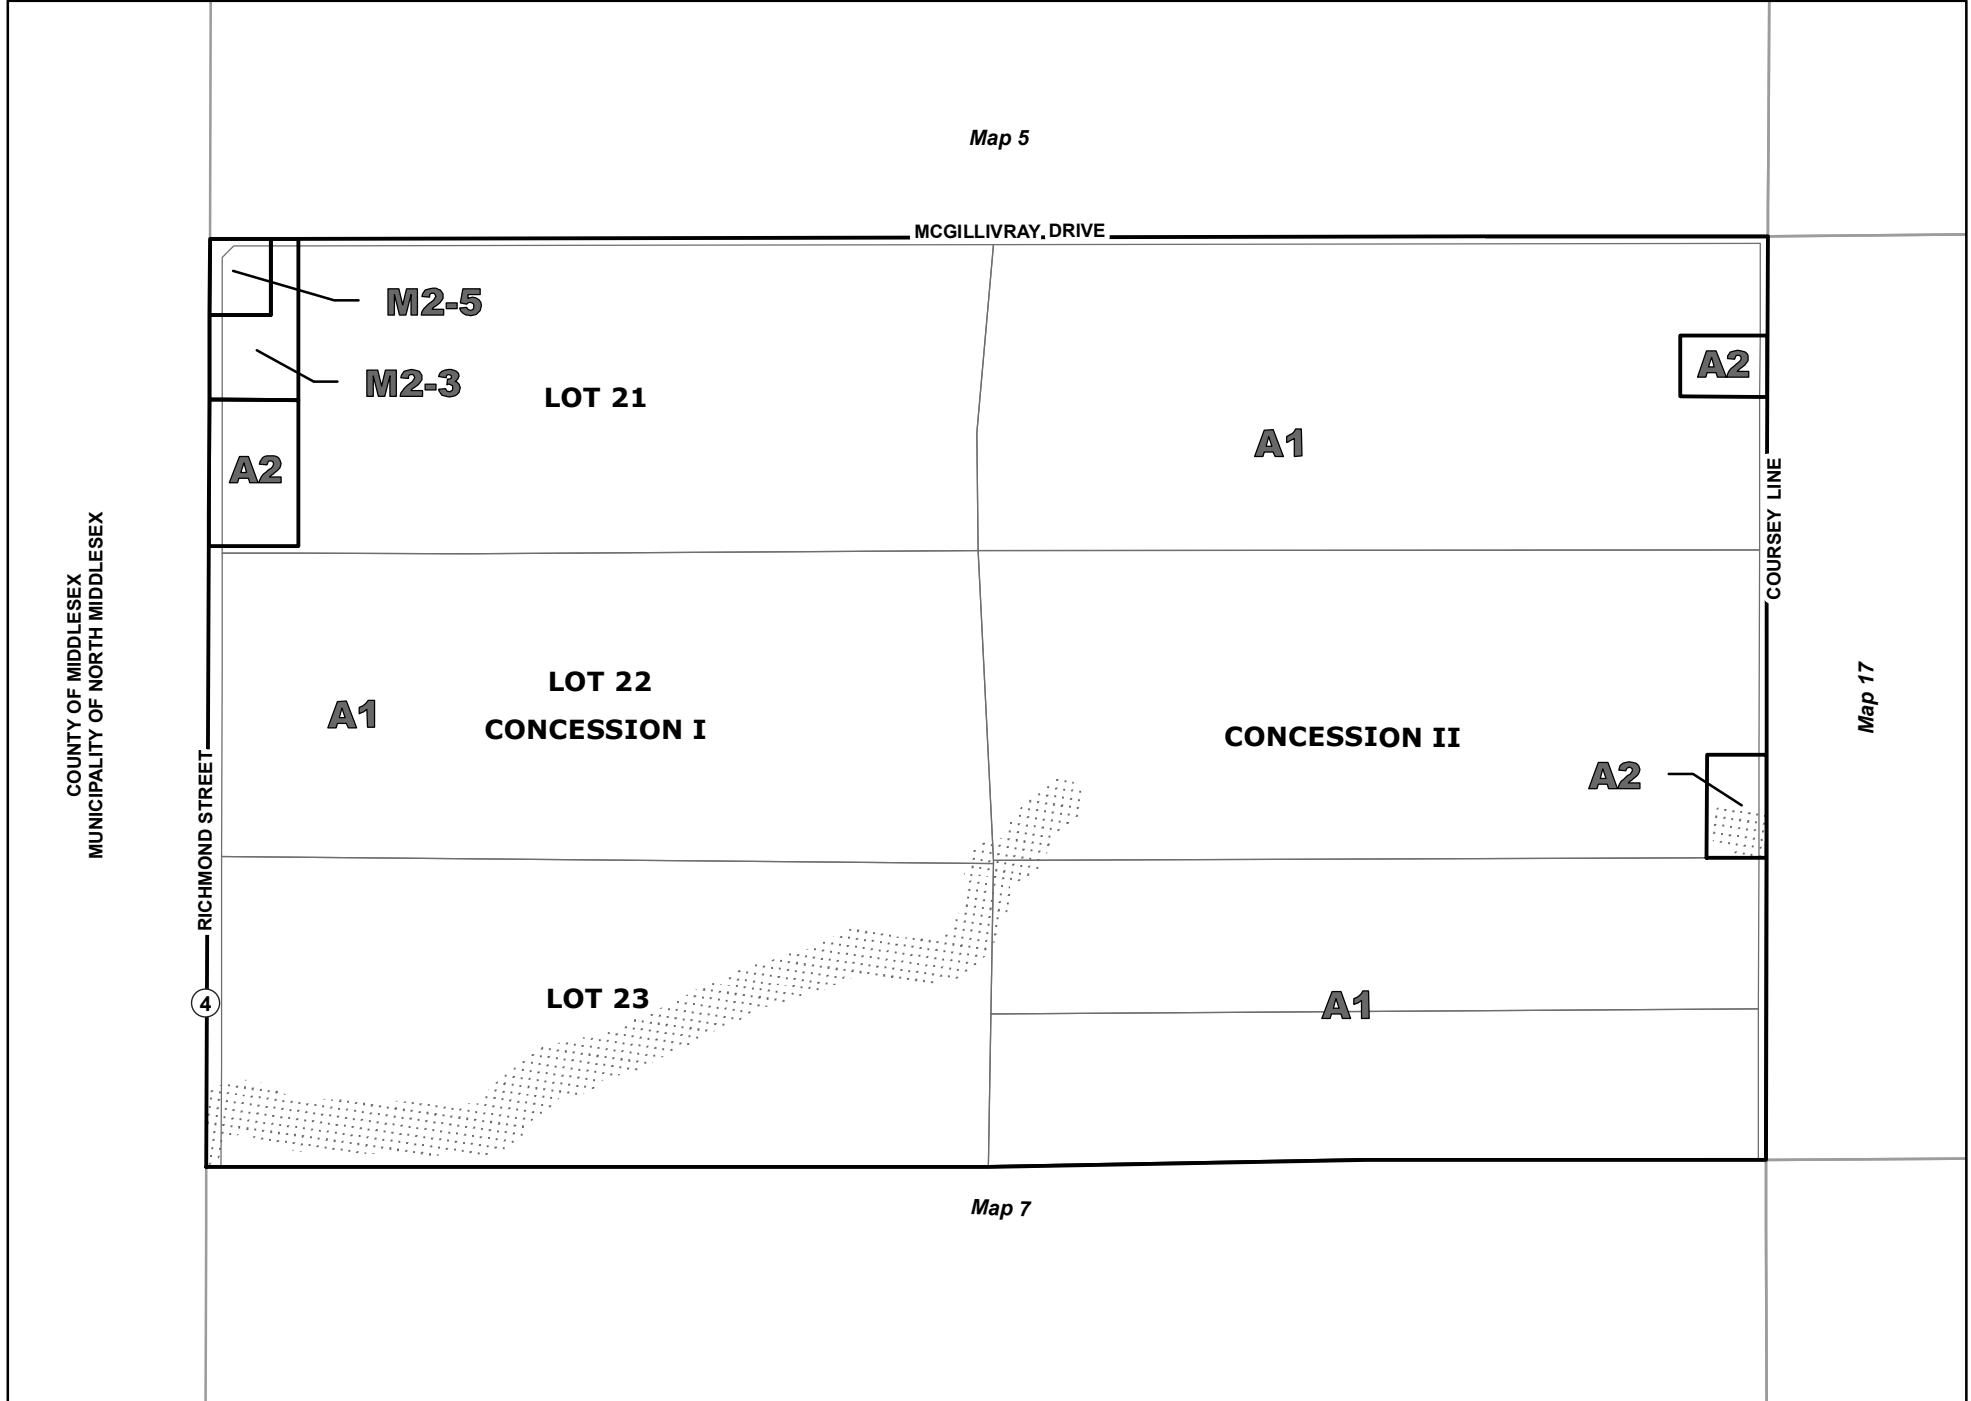 Map 5
MCGILLIVRAY DRIVE
M2-5
M2-3
LOT 21
A2
A2
A1
COURSEY LINE
COUNTY OF MIDDLESEX
MUNICIPALITY OF NORTH MIDDLESEX
LOT 22
A1
CONCESSION I
CONCESSION II
Map 17
A2
RICHMOND STREET
4
LOT 23
A1
Map 7